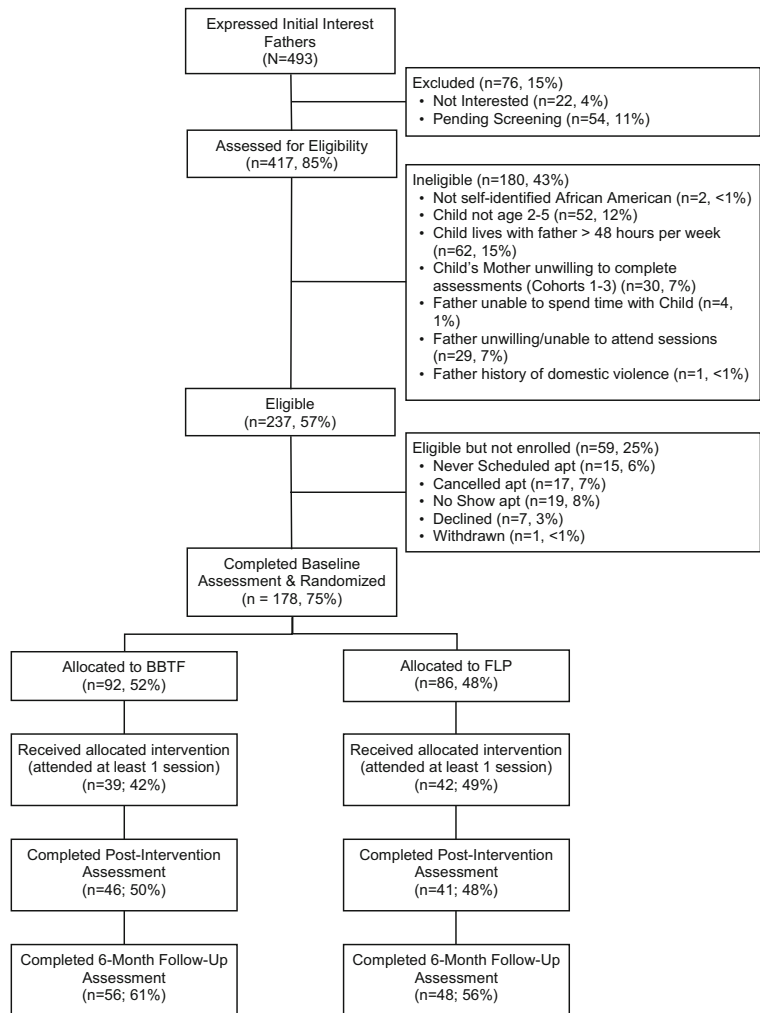 Expressed Initial Interest
Fathers
(N=493)
Excluded (n=76, 15%)
• Not Interested (n=22, 4%)
• Pending Screening (n=54, 11%)
Assessed for Eligibility
(n=417, 85%)
Ineligible (n=180, 43%)
• Not self-identified African American (n=2, <1%)
• Child not age 2-5 (n=52, 12%)
• Child lives with father > 48 hours per week
(n=62, 15%)
• Child's Mother unwilling to complete
assessments (Cohorts 1-3) (n=30, 7%)
• Father unable to spend time with Child (n=4,
1%)
• Father unwilling/unable to attend sessions
(n=29, 7%)
• Father history of domestic violence (n=1, <1%)
Eligible
(n=237, 57%)
Eligible but not enrolled (n=59, 25%)
• Never Scheduled apt (n=15, 6%)
• Cancelled apt (n=17, 7%)
• No Show apt (n=19, 8%)
• Declined (n=7, 3%)
• Withdrawn (n=1, <1%)
Completed Baseline
Assessment & Randomized
(n = 178, 75%)
Allocated to BBTF
(n=92, 52%)
Allocated to FLP
(n=86, 48%)
Received allocated intervention
(attended at least 1 session)
(n=39; 42%)
Received allocated intervention
(attended at least 1 session)
(n=42; 49%)
Completed Post-Intervention
Assessment
(n=46; 50%)
Completed Post-Intervention
Assessment
(n=41; 48%)
Completed 6-Month Follow-Up
Assessment
(n=56; 61%)
Completed 6-Month Follow-Up
Assessment
(n=48; 56%)